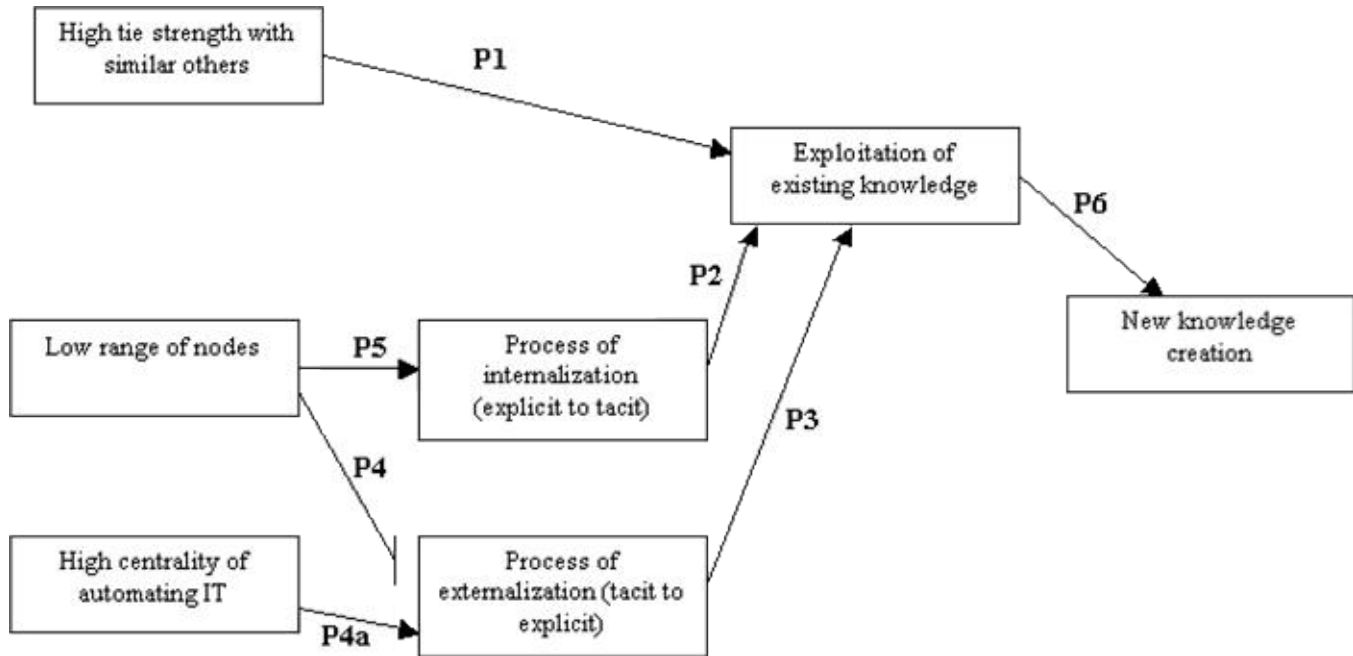 High tie strength with
similar others
P1
Exploitation of
existing knowledge
P6
P2
New knowledge
creation
Low range of nodes
P5
Process of
internalization
(explicit to tacit)
P3
P4
High centrality of
automating IT
Process of
externalization (tacit to
explicit)
P4a